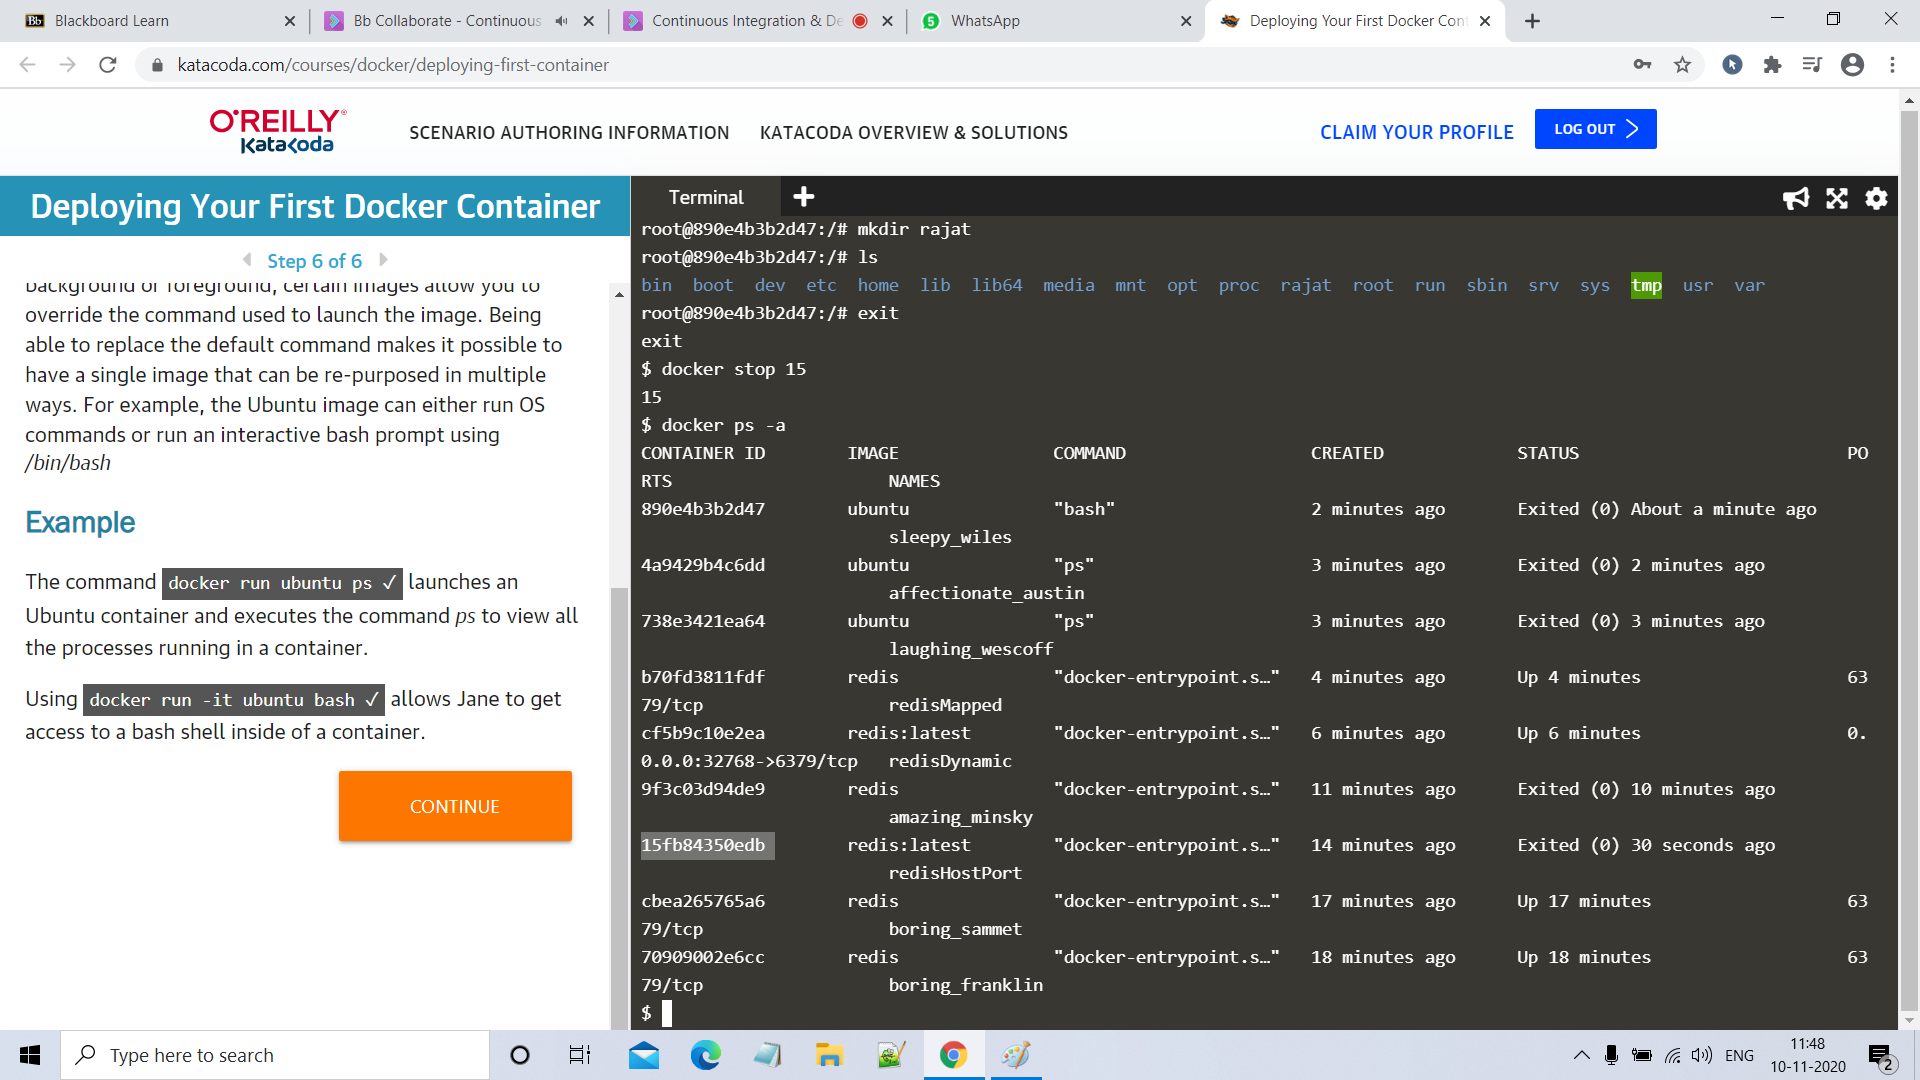 Blackboard Learn
Bb Collaborate - Continuous
Continuous Integration & De
WhatsApp
Deploying Your First Docker Cont
katacoda.com/courses/docker/deploying-first-container
O'REILLY
Katacoda
SCENARIO AUTHORING INFORMATION
KATACODA OVERVIEW & SOLUTIONS
CLAIM YOUR PROFILE
LOG OUT
Deploying Your First Docker Container
Step 6 of 6
background or foreground, certain images allow you to
override the command used to launch the image. Being
able to replace the default command makes it possible to
have a single image that can be re-purposed in multiple
ways. For example, the Ubuntu image can either run OS
commands or run an interactive bash prompt using
/bin/bash
Example
The command docker run ubuntu ps ✓ launches an
Ubuntu container and executes the command ps to view all
the processes running in a container.
Using docker run -it ubuntu bash ✓ allows Jane to get
access to a bash shell inside of a container.
CONTINUE
Terminal
root@890e4b3b2d47:/# mkdir rajat
root@890e4b3b2d47:/# ls
bin boot dev etc home lib lib64 media mnt opt proc rajat root run sbin srv sys tmp usr var
root@890e4b3b2d47:/# exit
exit
$ docker stop 15
15
$ docker ps -a
CONTAINER ID IMAGE COMMAND CREATED STATUS PO
RTS NAMES
890e4b3b2d47 ubuntu "bash" 2 minutes ago Exited (0) About a minute ago
sleepy_wiles
4a9429b4c6dd ubuntu "ps" 3 minutes ago Exited (0) 2 minutes ago
affectionate_austin
738e3421ea64 ubuntu "ps" 3 minutes ago Exited (0) 3 minutes ago
laughing_wescoff
b70fd3811fdf redis "docker-entrypoint.s…" 4 minutes ago Up 4 minutes 63
79/tcp redisMapped
cf5b9c10e2ea redis:latest "docker-entrypoint.s…" 6 minutes ago Up 6 minutes 0.
0.0.0:32768->6379/tcp redisDynamic
9f3c03d94de9 redis "docker-entrypoint.s…" 11 minutes ago Exited (0) 10 minutes ago
amazing_minsky
15fb84350edb redis:latest "docker-entrypoint.s…" 14 minutes ago Exited (0) 30 seconds ago
redisHostPort
cbea265765a6 redis "docker-entrypoint.s…" 17 minutes ago Up 17 minutes 63
79/tcp boring_sammet
70909002e6cc redis "docker-entrypoint.s…" 18 minutes ago Up 18 minutes 63
79/tcp boring_franklin
$
Type here to search
ENG
11:48
10-11-2020
2